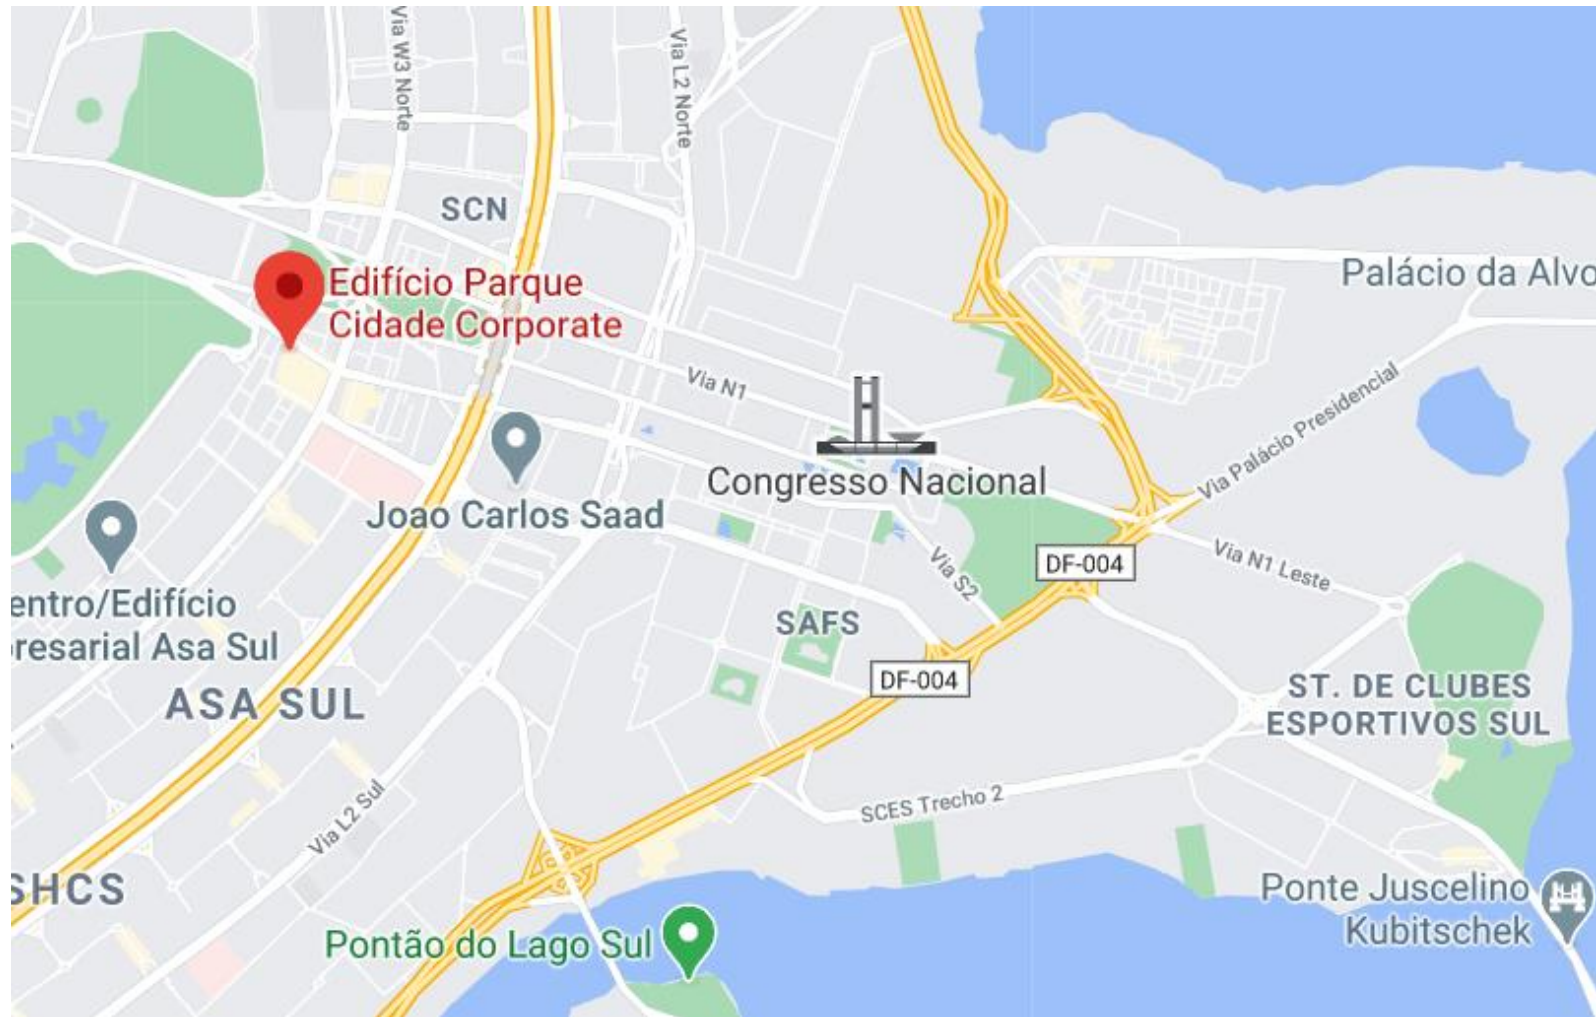 Via W3 Norte
Via L2 Norte
SCN
Edifício Parque
Cidade Corporate
Palácio da Alvo
Via N1
Via Palácio Presidencial
Congresso Nacional
Joao Carlos Saad
DF-004
Via N1 Leste
Via S2
entro/Edifício
resarial Asa Sul
SAFS
DF-004
ASA SUL
ST. DE CLUBES
ESPORTIVOS SUL
Via L2 Sul
SCES Trecho 2
SHCS
Ponte Juscelino
Kubitschek
Pontão do Lago Sul